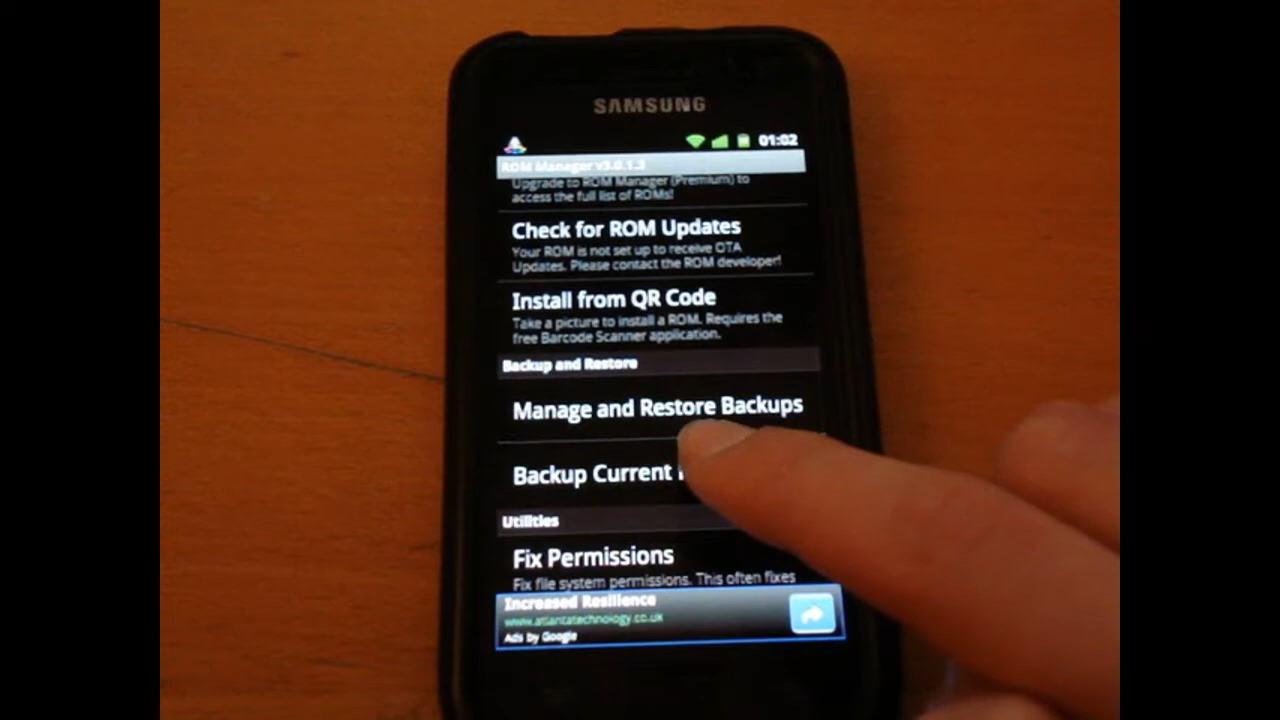 SAMSUNG
01:02
ROM Manager v3.0.1.3
Upgrade to ROM Manager (Premium) to
access the full list of ROMs!
Check for ROM Updates
Your ROM is not set up to receive OTA
Updates. Please contact the ROM developer!
Install from QR Code
Take a picture to install a ROM. Requires the
free Barcode Scanner application.
Backup and Restore
Manage and Restore Backups
Backup Current
Utilities
Fix Permissions
Fix file system permissions. This often fixes
Increased Resilience
www.atlantatechnology.co.uk
Ads by Google